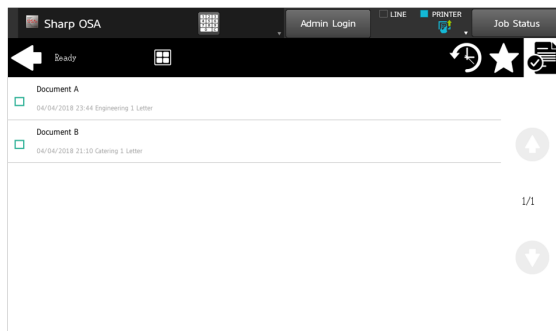 Sharp OSA
Admin Login
LINE
PRINTER
Job Status
Ready
Document A
04/04/2018 23:44 Engineering 1 Letter
Document B
04/04/2018 21:10 Catering 1 Letter
1/1